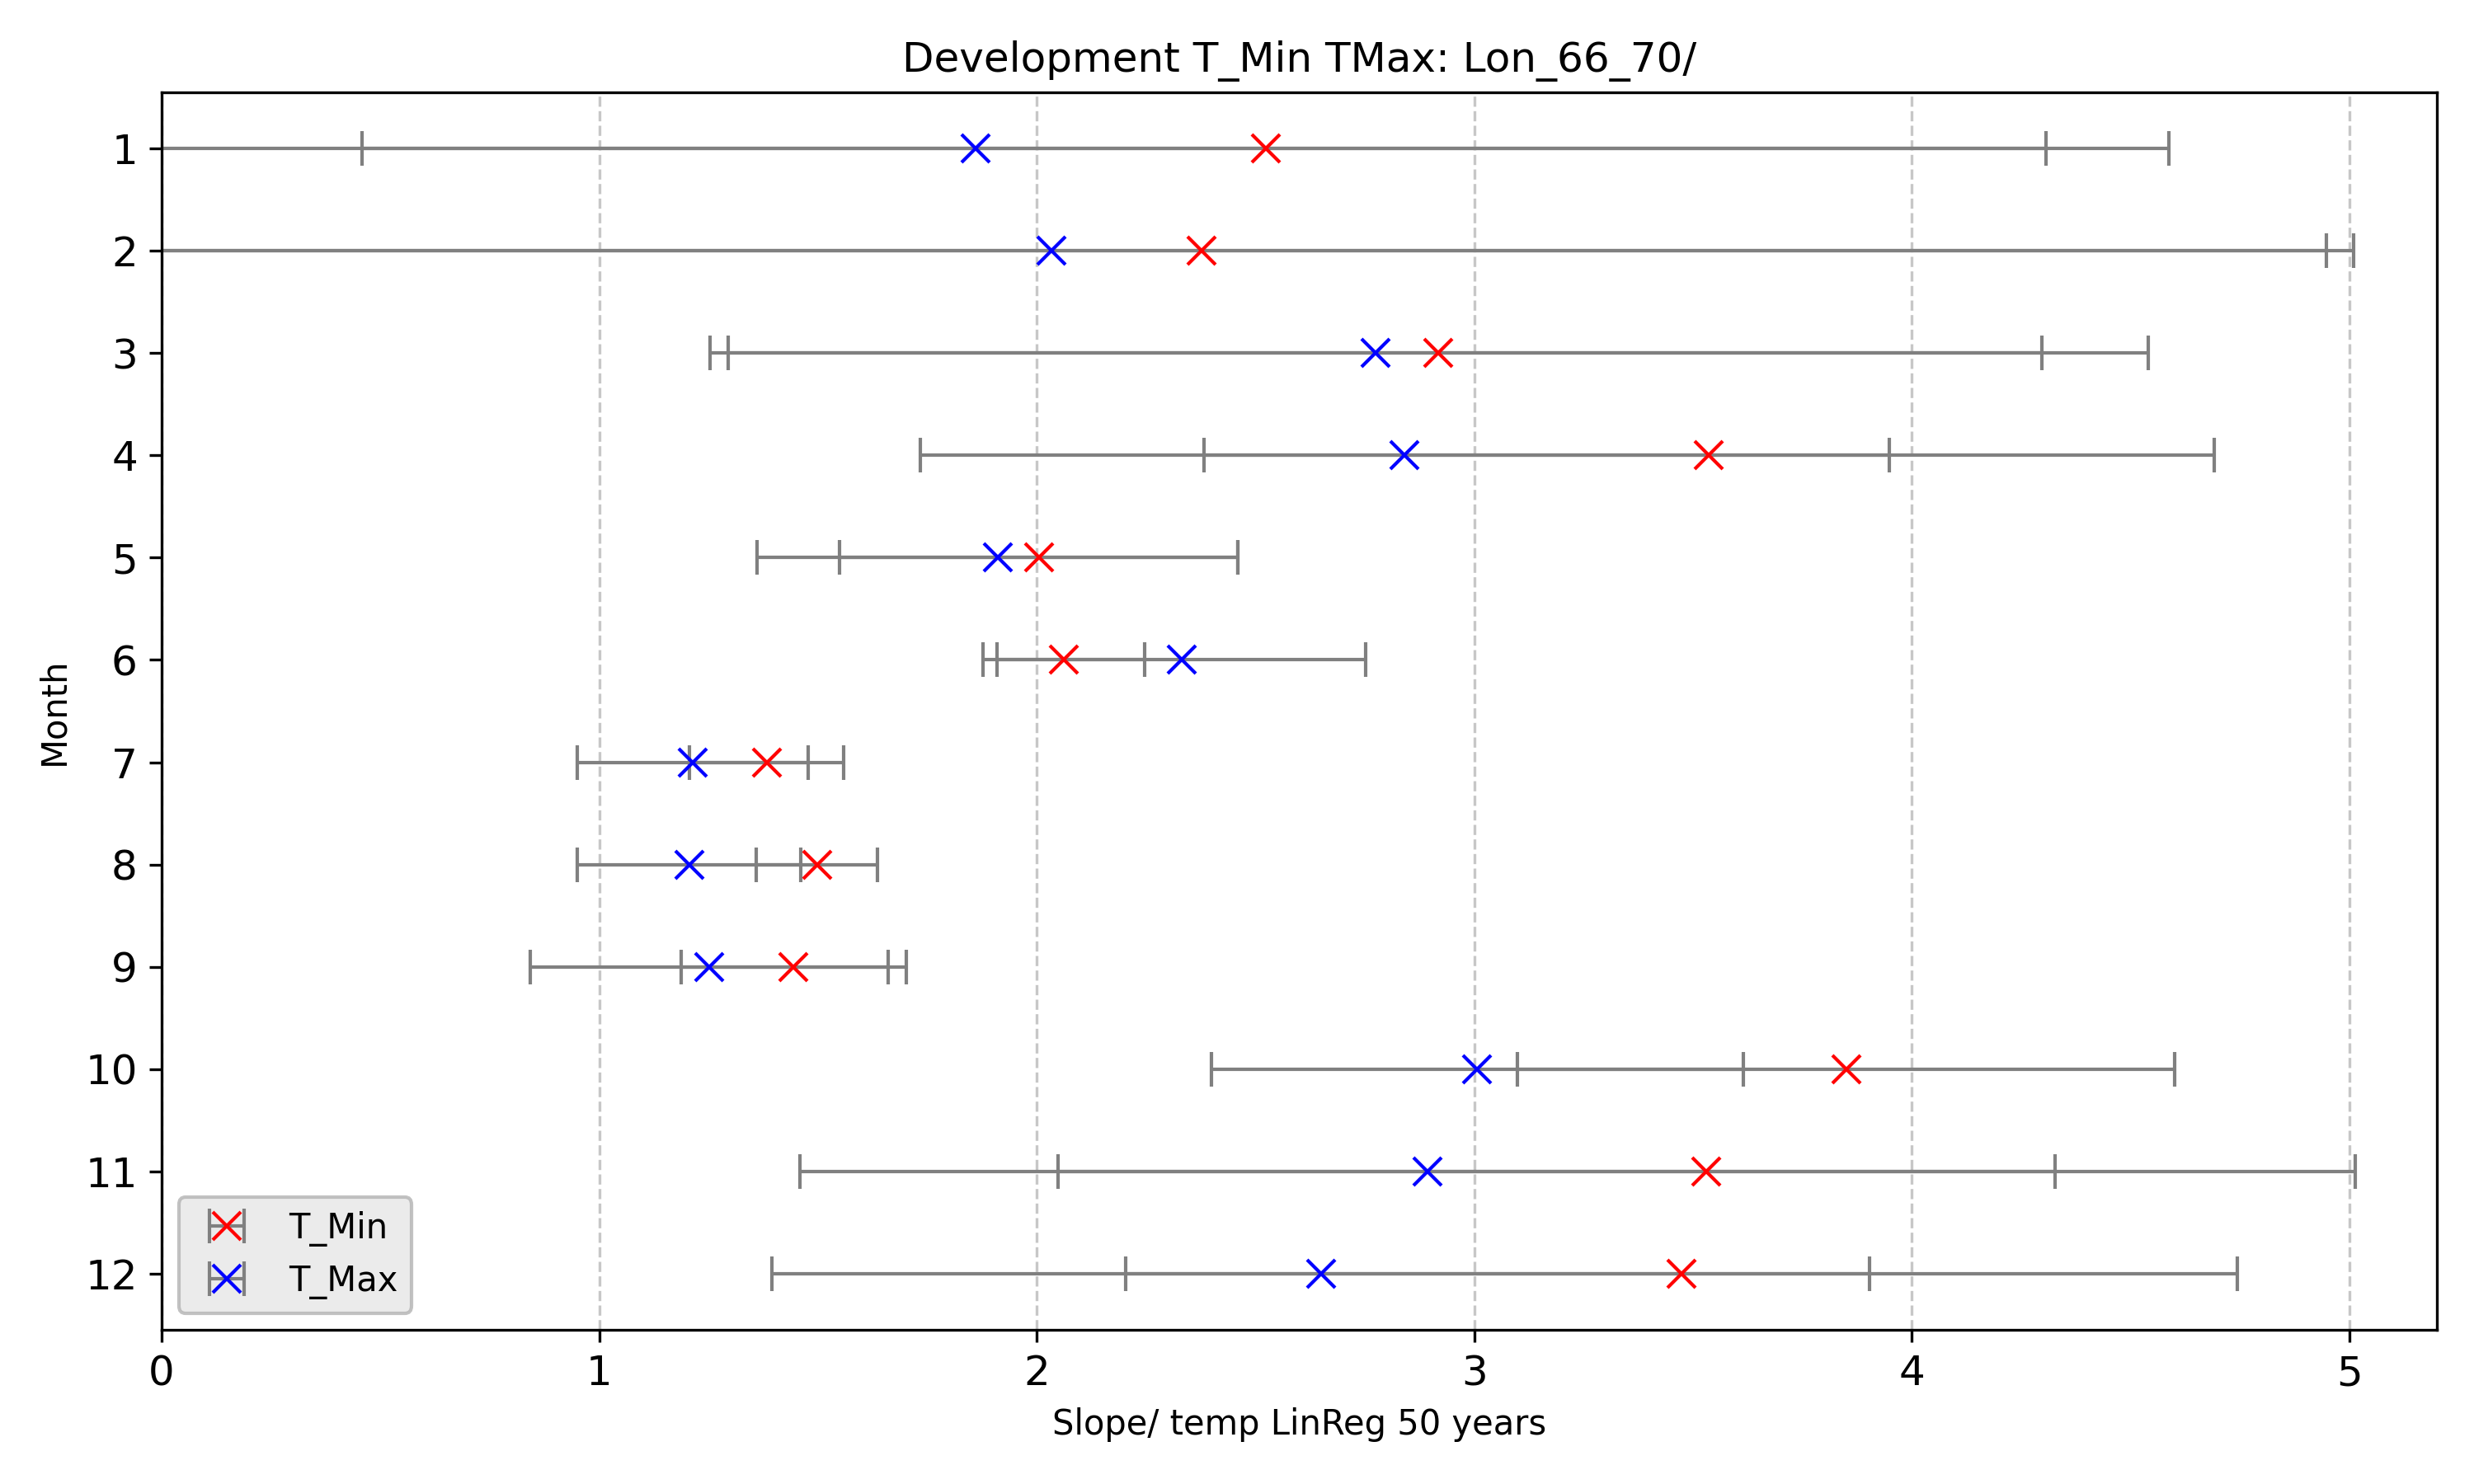 Development T_Min TMax: Lon_66_70/
Month
1
2
3
4
5
6
7
8
9
10
11
12
T_Min
T_Max
0 1 2 3 4 5
Slope/ temp LinReg 50 years